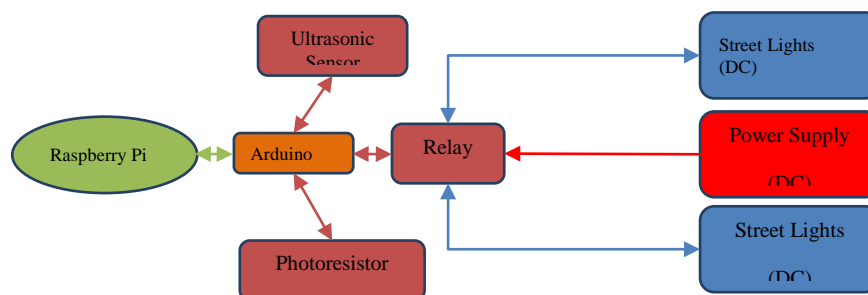 Ultrasonic
Sensor
Street Lights
(DC)
Raspberry Pi
Arduino
Relay
Power Supply
(DC)
Photoresistor
Street Lights
(DC)